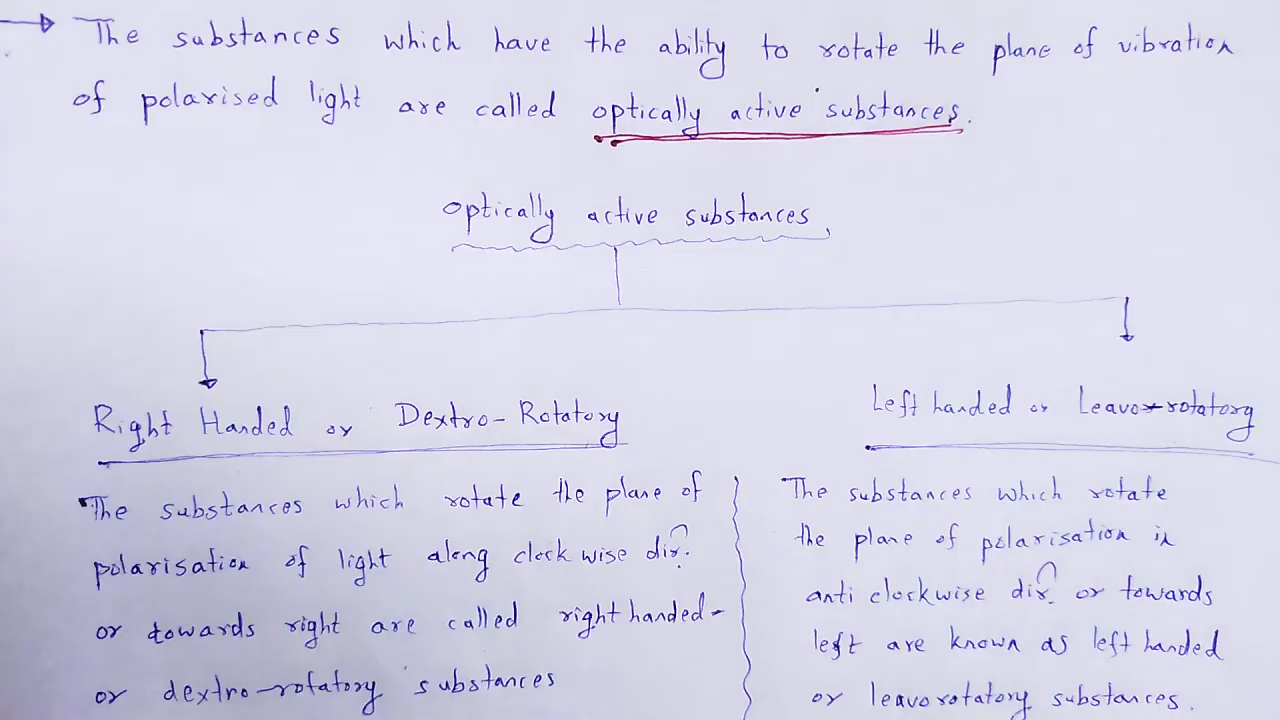 The substances which have the ability to rotate the plane of vibration
of polarised light are called optically active substances.
optically active substances,
Right Handed or Dextro-Rotatory
The substances which rotate the plane of
polarisation of light along clockwise dir.
or towards right are called right handed-
or dextro-rotatory substances
Left handed or Leavo-rotatory
The substances which rotate
the plane of polarisation in
anti clockwise dir. or towards
left are known as left handed
or leavorotatory substances.